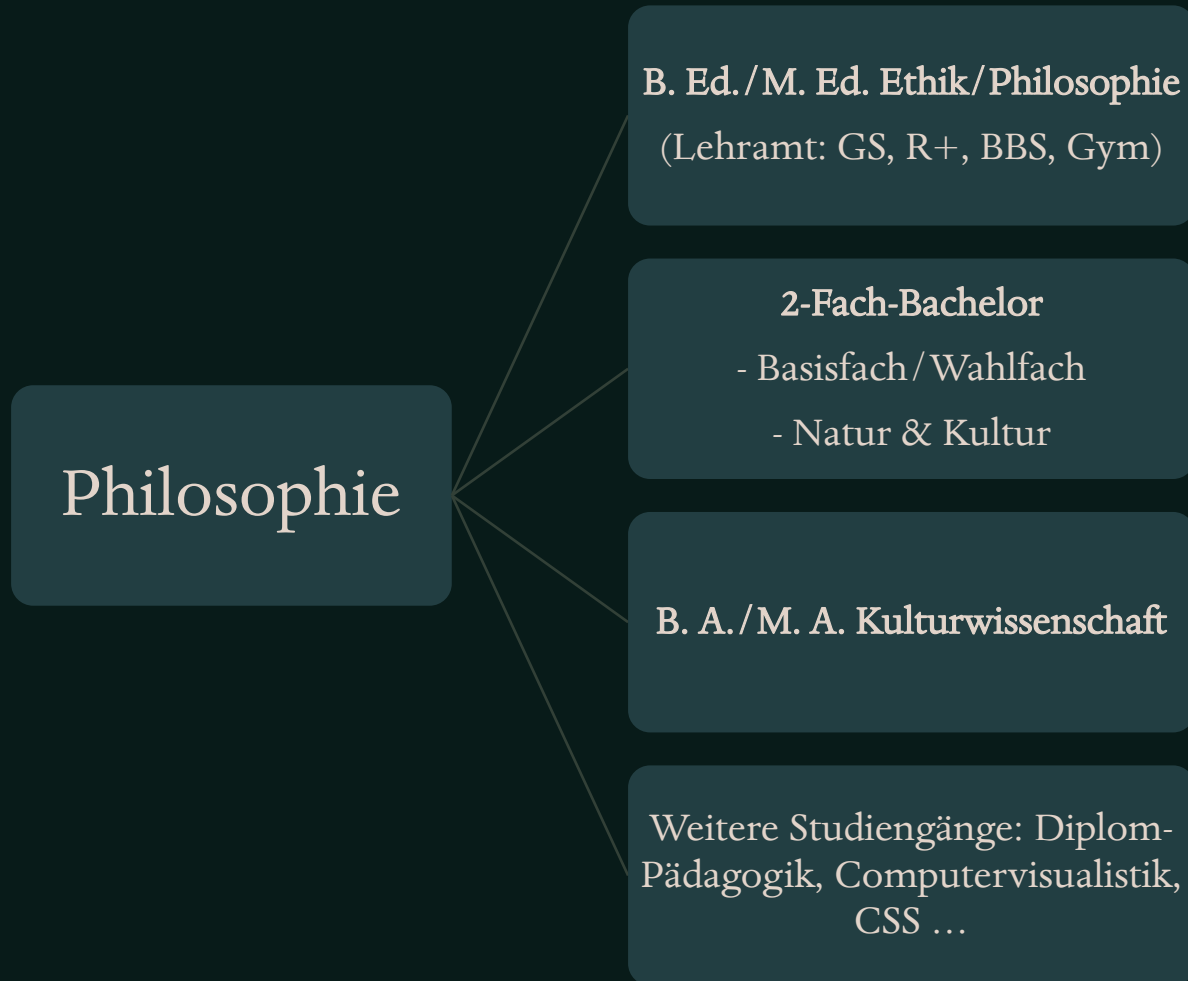 Philosophie
B. Ed./M. Ed. Ethik/Philosophie
(Lehramt: GS, R+, BBS, Gym)
2-Fach-Bachelor
- Basisfach/Wahlfach
- Natur & Kultur
B. A./M. A. Kulturwissenschaft
Weitere Studiengänge: Diplom-
Pädagogik, Computervisualistik,
CSS …